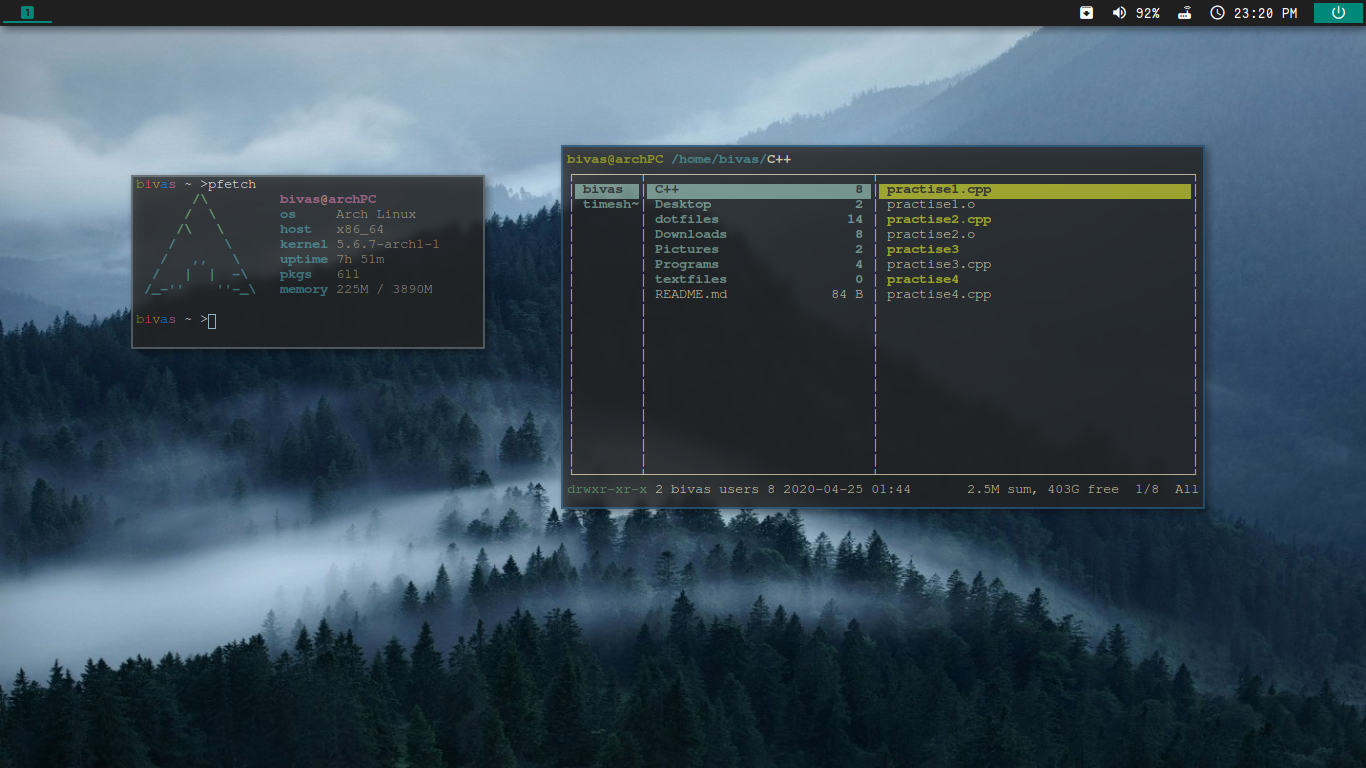 1
92% 23:20 PM
bivas ~ >pfetch
bivas@archPC
os Arch Linux
host x86_64
kernel 5.6.7-arch1-1
uptime 7h 51m
pkgs 611
memory 225M / 3890M
bivas ~ >
bivas@archPC /home/bivas/C++
bivas C++ 8 practise1.cpp
timesh~ Desktop 2 practise1.o
dotfiles 14 practise2.cpp
Downloads 8 practise2.o
Pictures 2 practise3
Programs 4 practise3.cpp
textfiles 0 practise4
README.md 84 B practise4.cpp
drwxr-xr-x 2 bivas users 8 2020-04-25 01:44 2.5M sum, 403G free 1/8 All